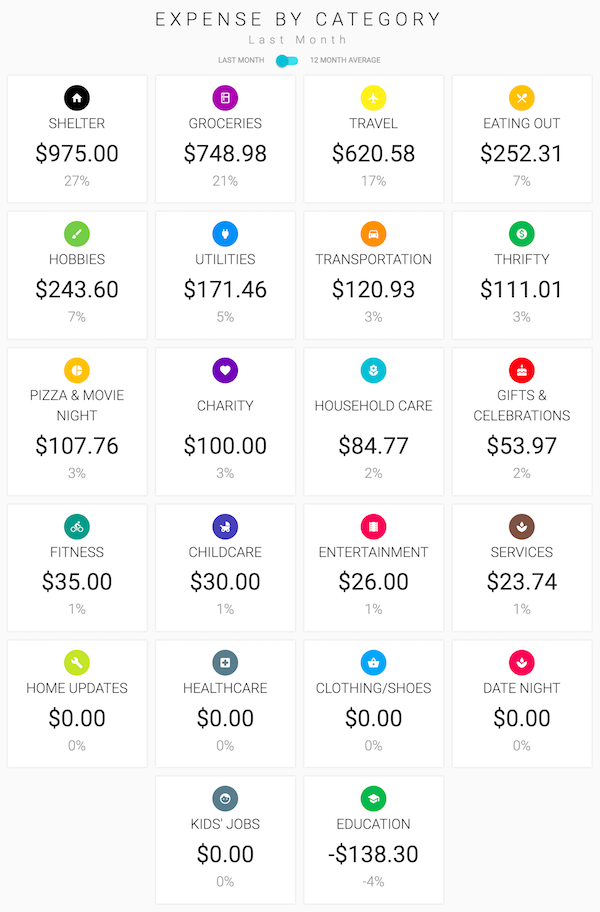 EXPENSE BY CATEGORY
Last Month
LAST MONTH 12 MONTH AVERAGE
SHELTER
$975.00
27%
GROCERIES
$748.98
21%
TRAVEL
$620.58
17%
EATING OUT
$252.31
7%
HOBBIES
$243.60
7%
UTILITIES
$171.46
5%
TRANSPORTATION
$120.93
3%
THRIFTY
$111.01
3%
PIZZA & MOVIE
NIGHT
$107.76
3%
CHARITY
$100.00
3%
HOUSEHOLD CARE
$84.77
2%
GIFTS &
CELEBRATIONS
$53.97
2%
FITNESS
$35.00
1%
CHILDCARE
$30.00
1%
ENTERTAINMENT
$26.00
1%
SERVICES
$23.74
1%
HOME UPDATES
$0.00
0%
HEALTHCARE
$0.00
0%
CLOTHING/SHOES
$0.00
0%
DATE NIGHT
$0.00
0%
KIDS' JOBS
$0.00
0%
EDUCATION
-$138.30
-4%